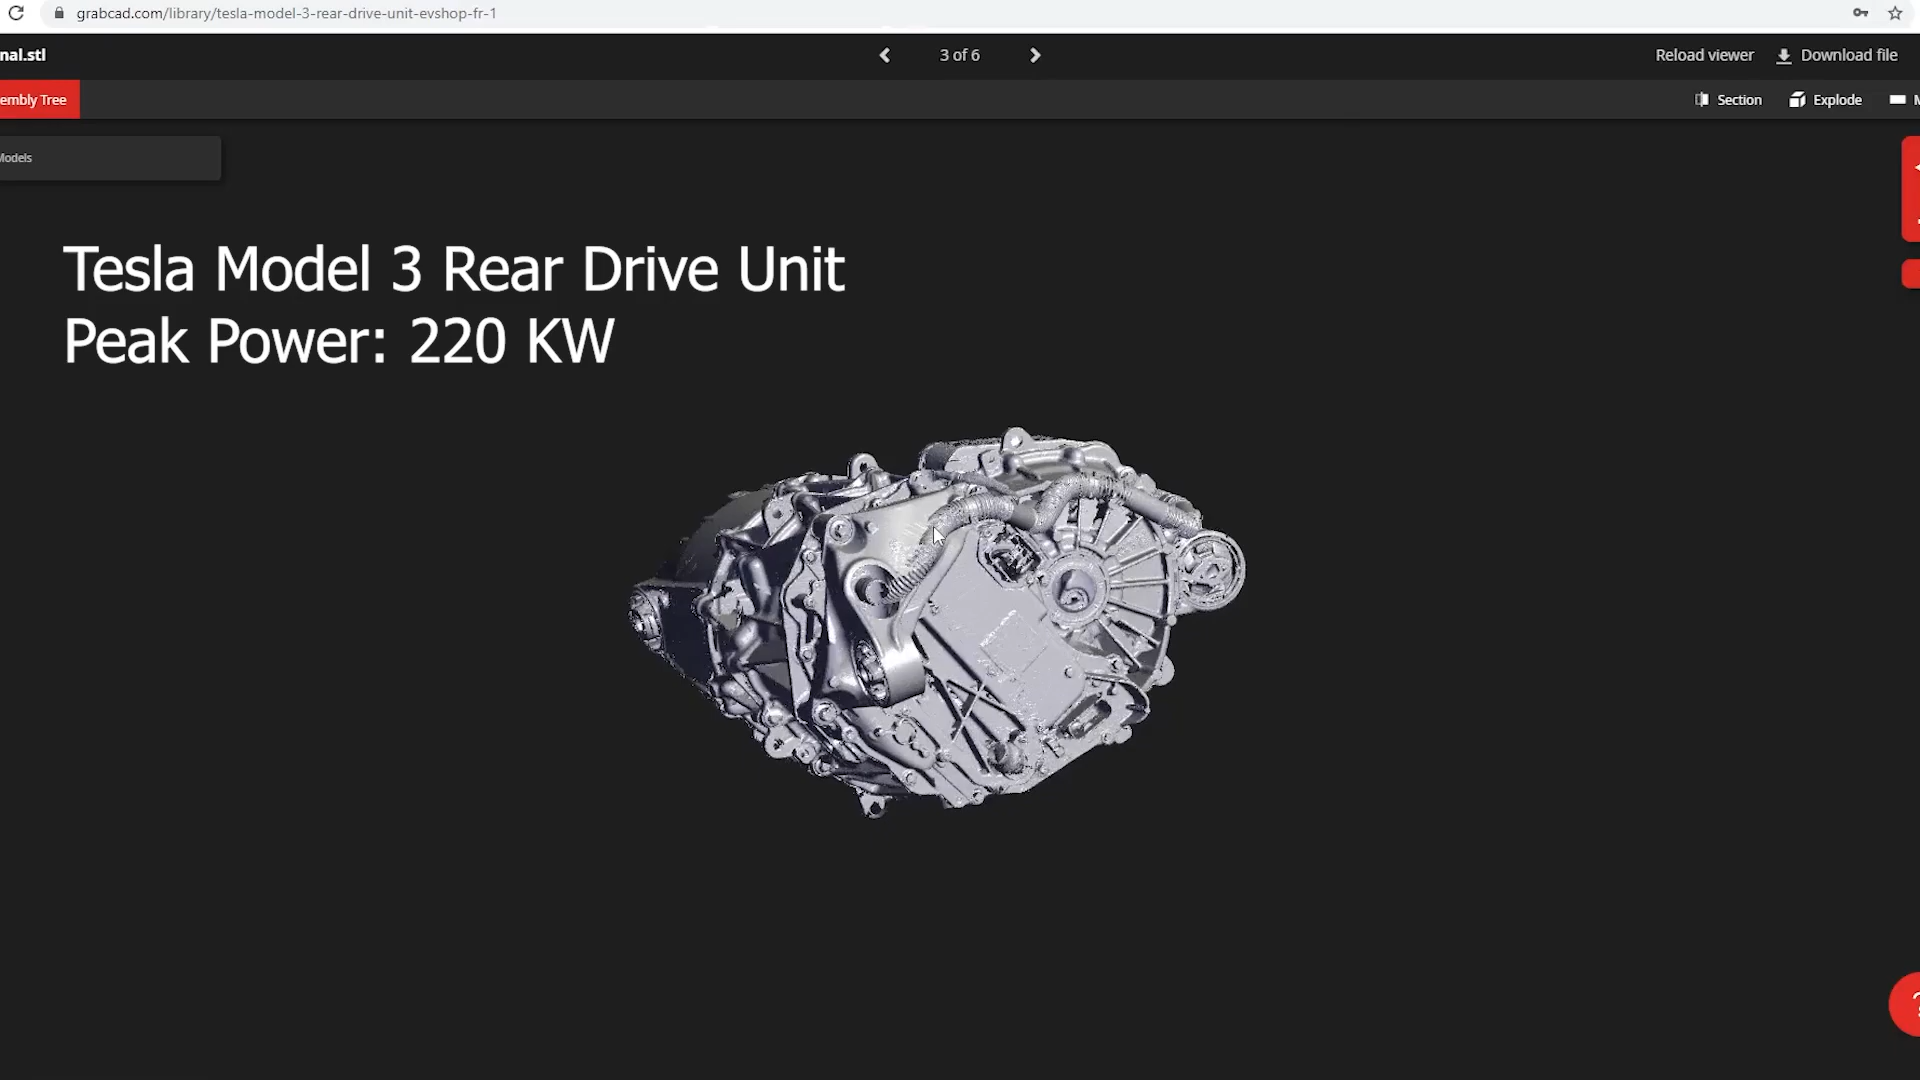 grabcad.com/library/tesla-model-3-rear-drive-unit-evshop-fr-1
nal.stl
3 of 6
Reload viewer
Download file
embly Tree
Section
Explode
M
Models
Tesla Model 3 Rear Drive Unit
Peak Power: 220 KW